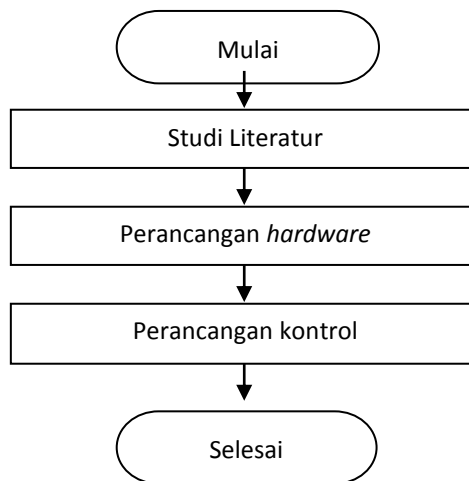 Mulai
Studi Literatur
Perancangan hardware
Perancangan kontrol
Selesai